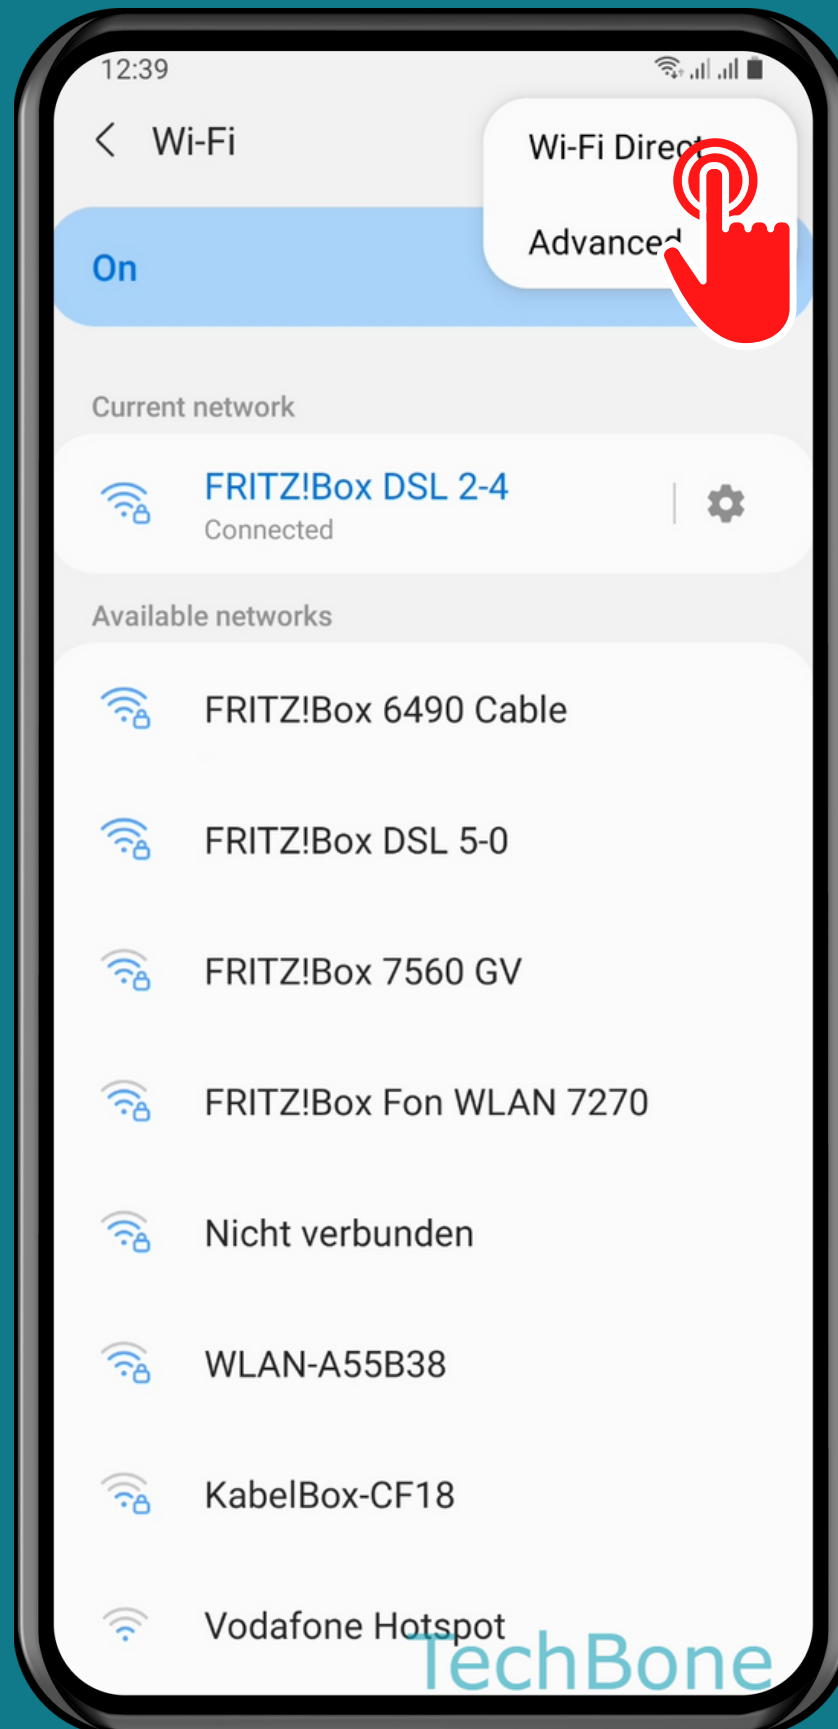 12:39
Wi-Fi
Wi-Fi Direct
Advanced
On
Current network
FRITZ!Box DSL 2-4
Connected
Available networks
FRITZ!Box 6490 Cable
FRITZ!Box DSL 5-0
FRITZ!Box 7560 GV
FRITZ!Box Fon WLAN 7270
Nicht verbunden
WLAN-A55B38
KabelBox-CF18
Vodafone Hotspot
TechBone